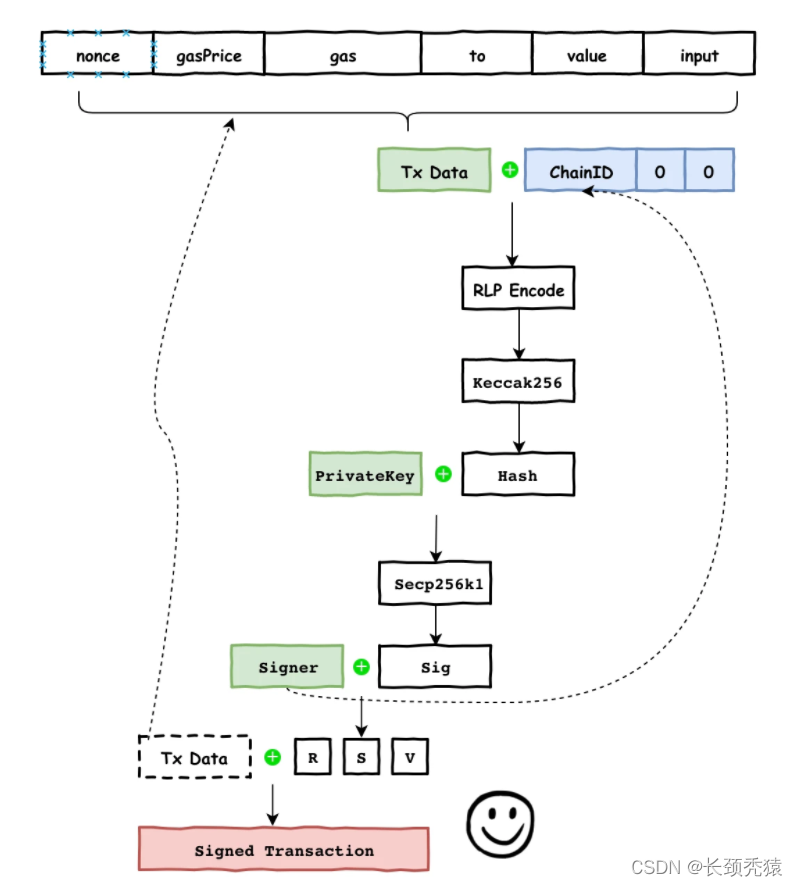 nonce gasPrice gas to value input
Tx Data ChainID 0 0
RLP Encode
Keccak256
PrivateKey Hash
Secp256k1
Signer Sig
Tx Data R S V
Signed Transaction
CSDN @长颈秃猿